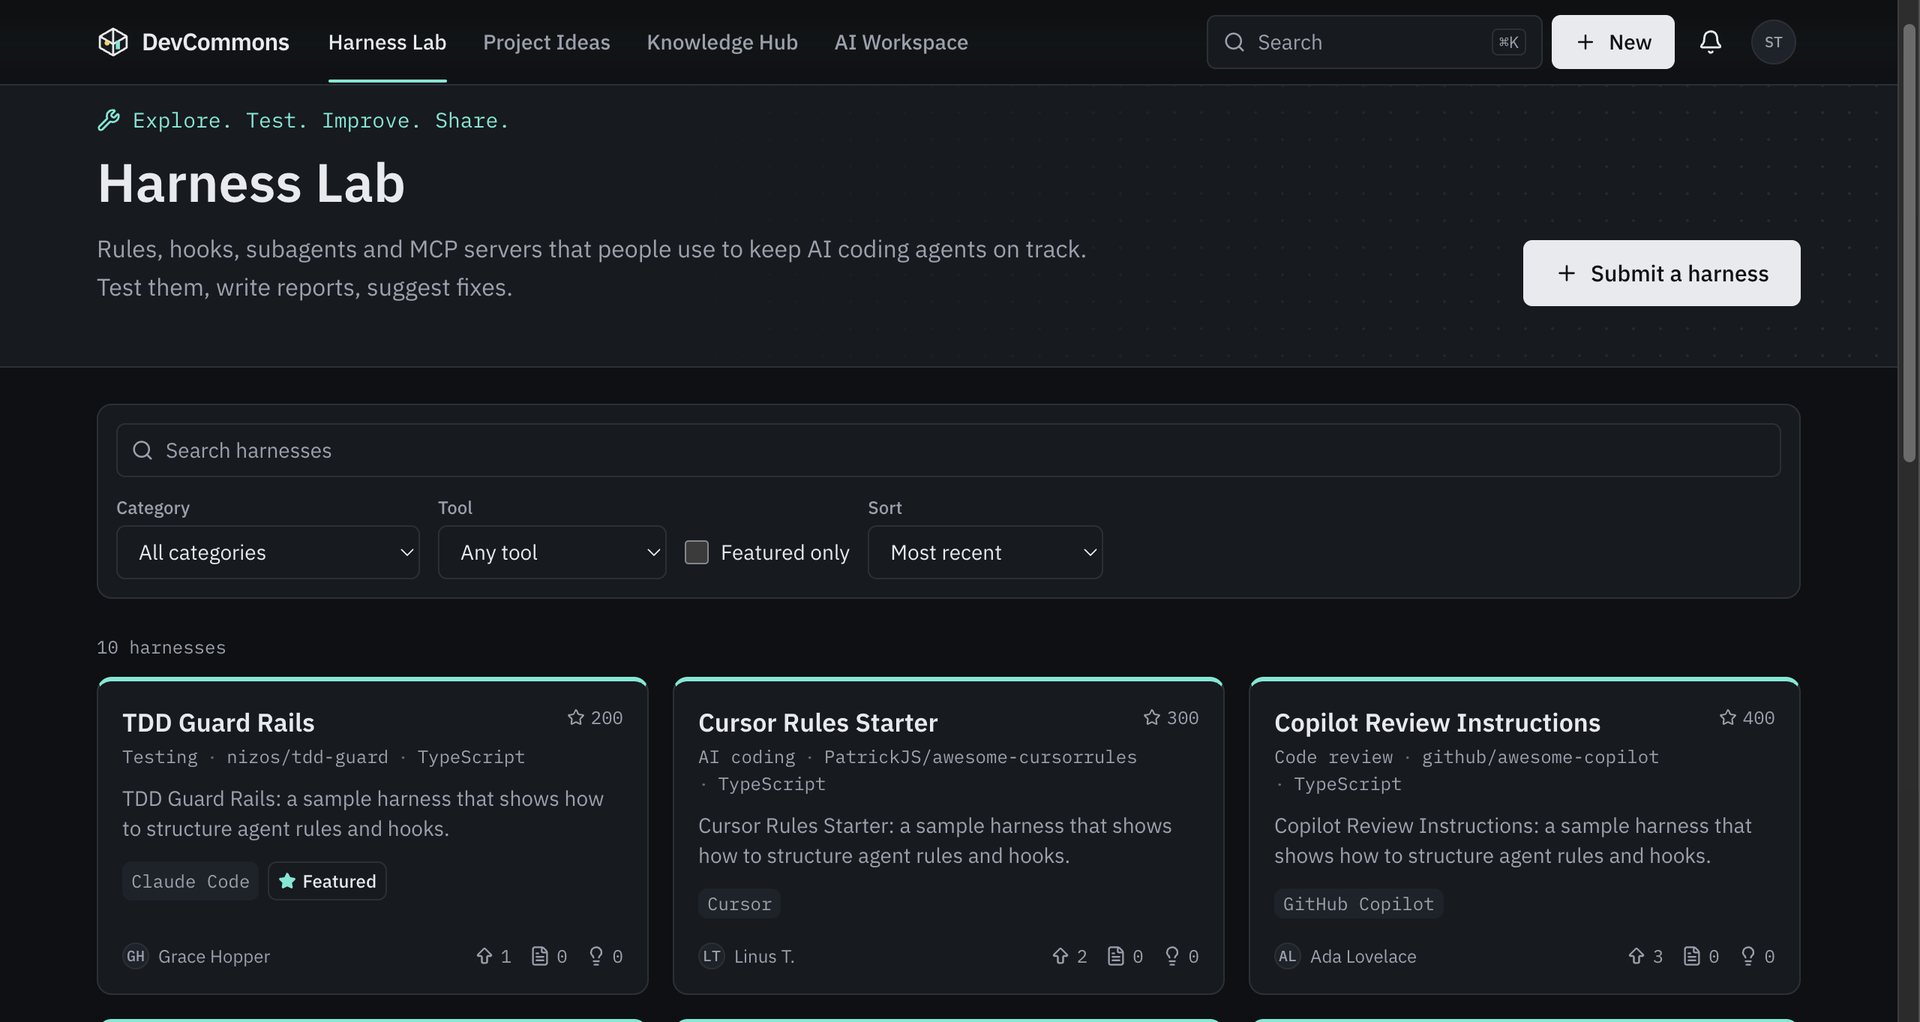 DevCommons
Harness Lab
Project Ideas
Knowledge Hub
AI Workspace
Search
⌘K
+ New
ST
Explore. Test. Improve. Share.
Harness Lab
Rules, hooks, subagents and MCP servers that people use to keep AI coding agents on track.
Test them, write reports, suggest fixes.
+ Submit a harness
Search harnesses
Category
Tool
Sort
All categories
Any tool
Featured only
Most recent
10 harnesses
TDD Guard Rails
200
Testing · nizos/tdd-guard · TypeScript
TDD Guard Rails: a sample harness that shows how
to structure agent rules and hooks.
Claude Code
Featured
GH Grace Hopper
1
0
0
Cursor Rules Starter
300
AI coding · PatrickJS/awesome-cursorrules
· TypeScript
Cursor Rules Starter: a sample harness that shows
how to structure agent rules and hooks.
Cursor
LT Linus T.
2
0
0
Copilot Review Instructions
400
Code review · github/awesome-copilot
· TypeScript
Copilot Review Instructions: a sample harness that
shows how to structure agent rules and hooks.
GitHub Copilot
AL Ada Lovelace
3
0
0